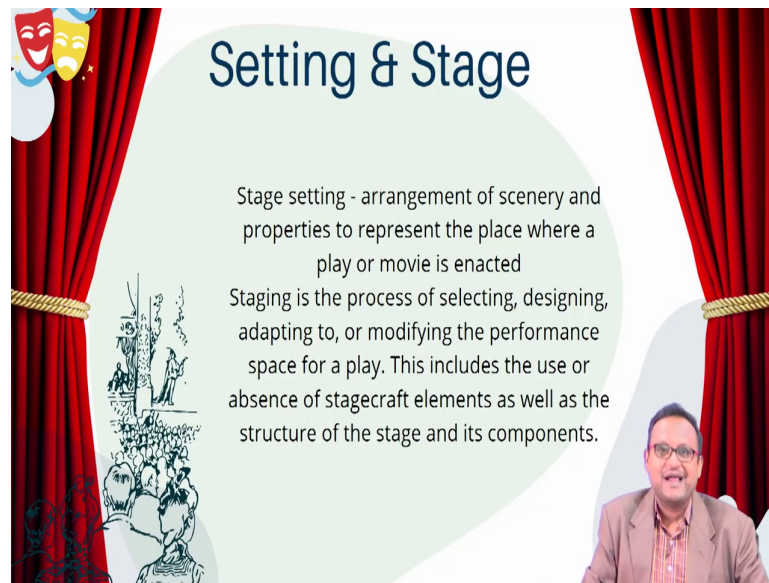 Setting & Stage
Stage setting - arrangement of scenery and
properties to represent the place where a
play or movie is enacted
Staging is the process of selecting, designing,
adapting to, or modifying the performance
space for a play. This includes the use or
absence of stagecraft elements as well as the
structure of the stage and its components.